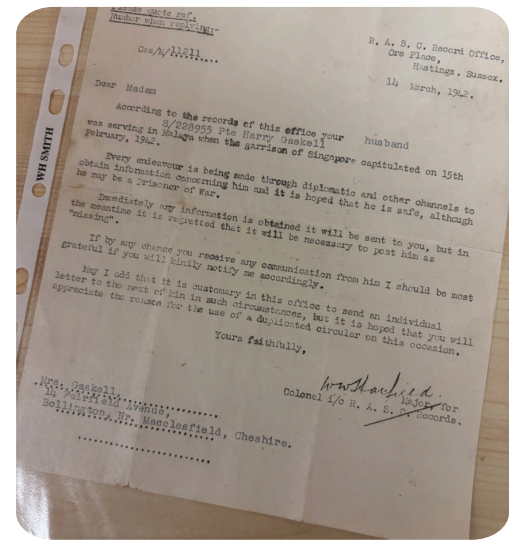 Please quote ref.
Number when replying:-
Cas/M/11211
R. A. S. C. Record Office,
Ore Place,
Hastings. Sussex.
14 March, 1942.
Dear Madam
According to the records of this office your husband
S/228955 Pte Harry Gaskell
was serving in Malaya when the garrison of Singapore capitulated on 15th
February, 1942.
Every endeavour is being made through diplomatic and other channels to
obtain information concerning him and it is hoped that he is safe, although
he may be a Prisoner of War.
Immediately any information is obtained it will be sent to you, but in
the meantime it is regretted that it will be necessary to post him as
"missing".
If by any chance you receive any communication from him I should be most
grateful if you will kindly notify me accordingly.
May I add that it is customary in this office to send an individual
letter to the next of kin in such circumstances, but it is hoped that you will
appreciate the reason for the use of a duplicated circular on this occasion.
Yours faithfully,
Major, for
Colonel i/c R. A. S. C. Records.
Mrs. Gaskell,
14 Fairfield Avenue,
Bollington, Nr. Macclesfield, Cheshire.
WH SMITH